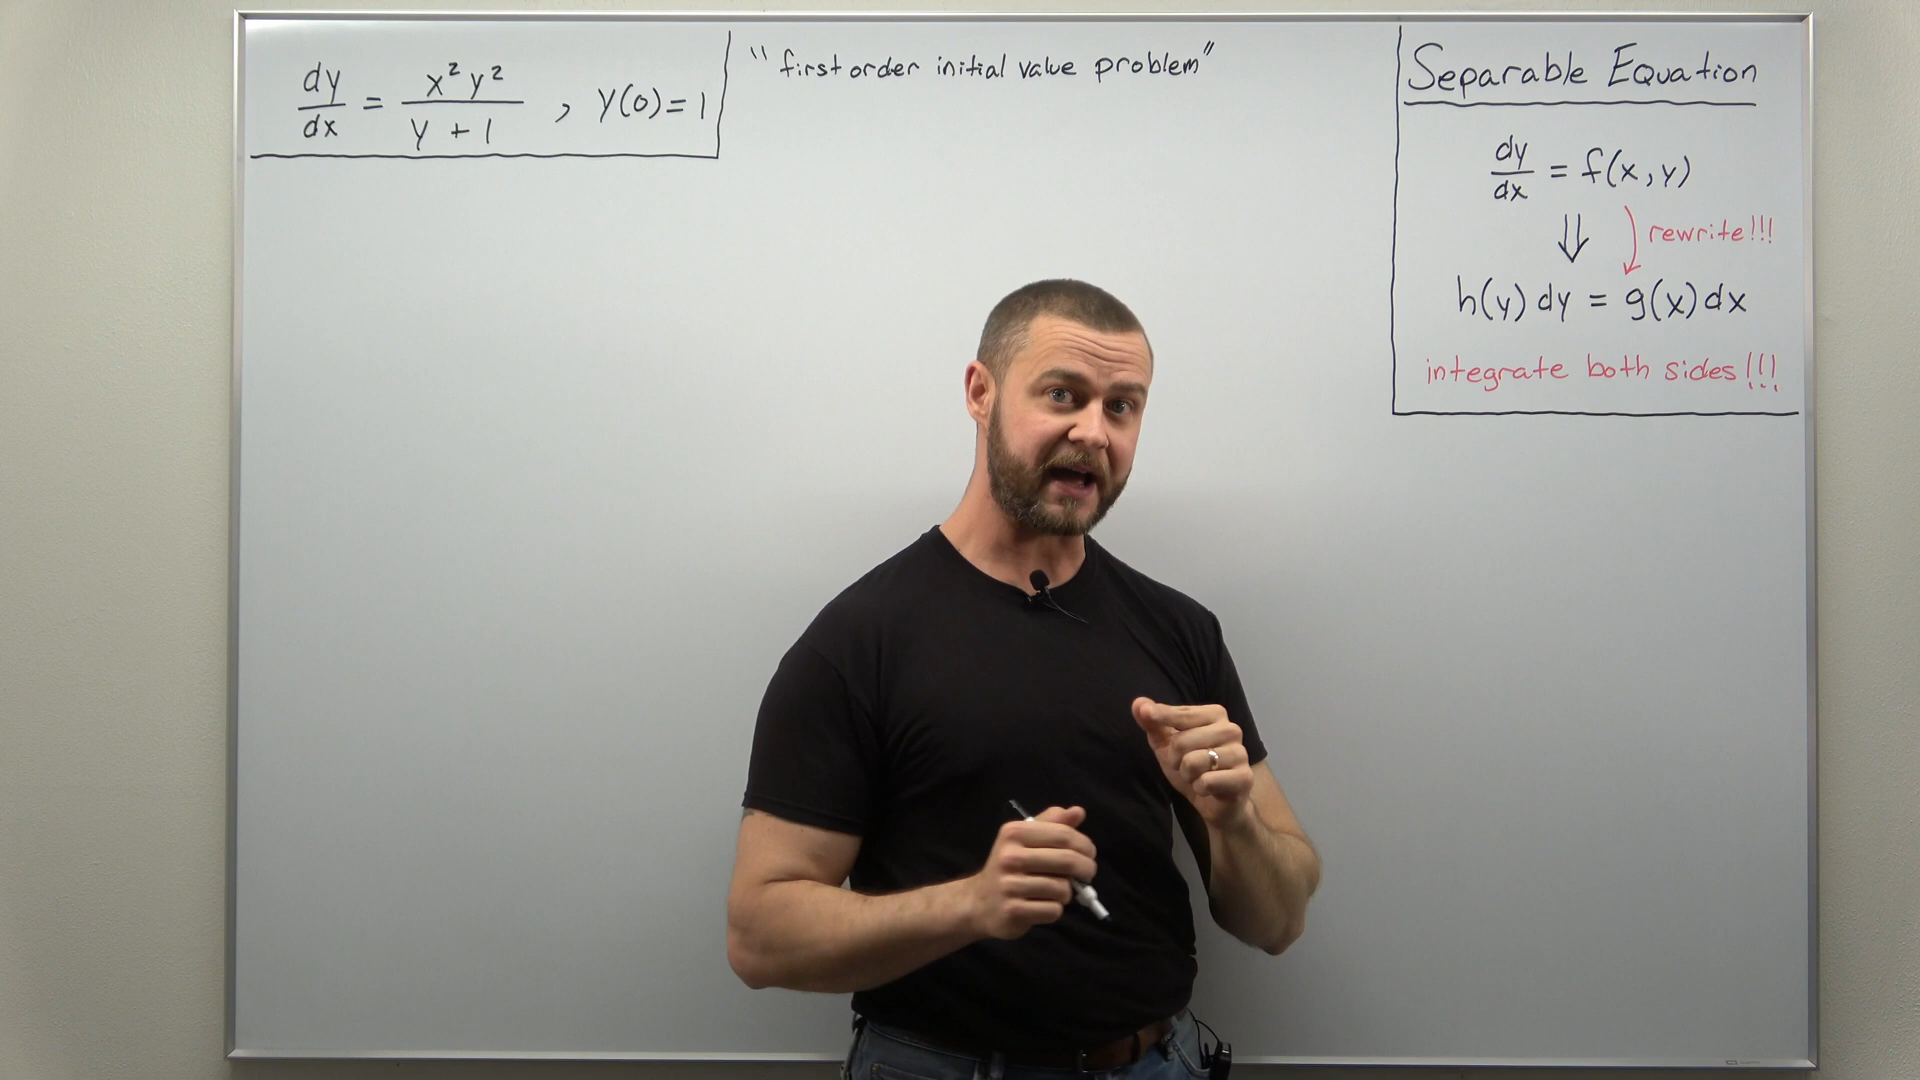 dy/dx = x²y²/(y + 1) , y(0) = 1
"first order initial value problem"
Separable Equation
dy/dx = f(x, y)
⇓ rewrite!!!
h(y) dy = g(x) dx
integrate both sides!!!